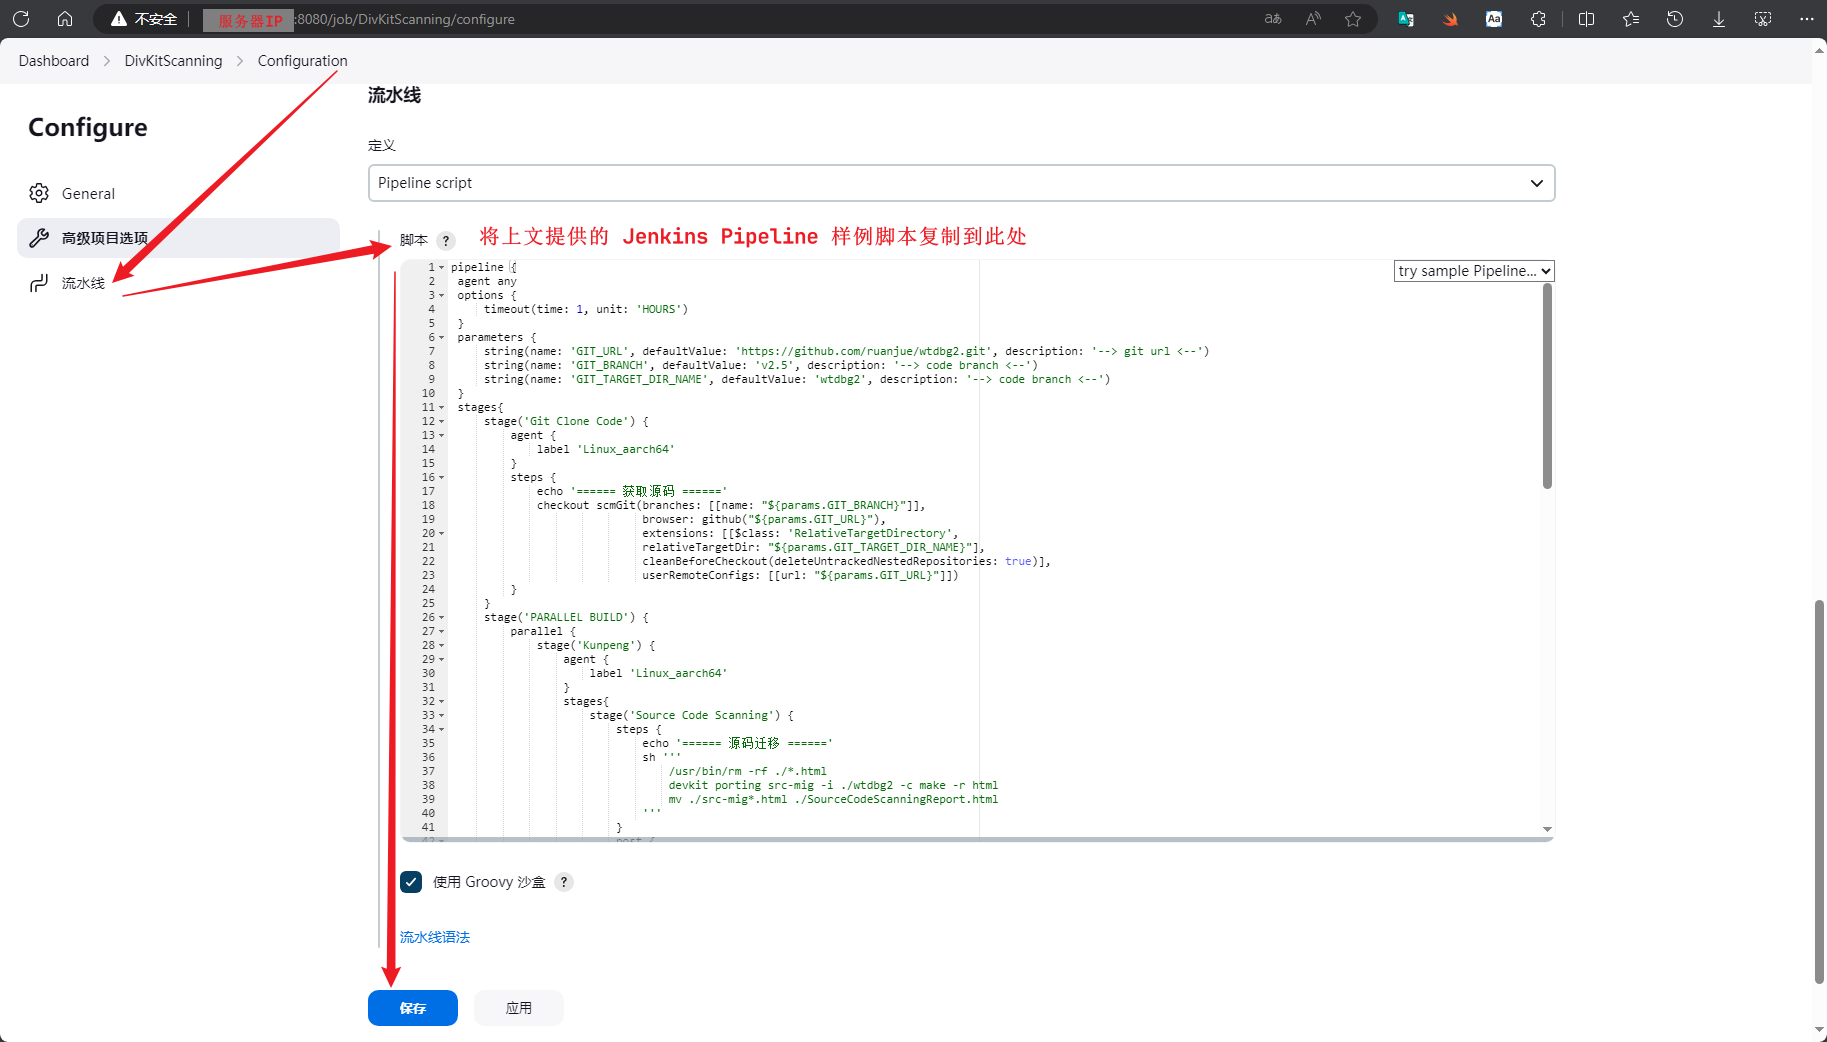 不安全
服务器IP:8080/job/DivKitScanning/configure
Dashboard > DivKitScanning > Configuration
Configure
General
高级项目选项
流水线
流水线
定义
Pipeline script
脚本 ?
将上文提供的 Jenkins Pipeline 样例脚本复制到此处
try sample Pipeline...
1 pipeline {
2 agent any
3 options {
4 timeout(time: 1, unit: 'HOURS')
5 }
6 parameters {
7 string(name: 'GIT_URL', defaultValue: 'https://github.com/ruanjue/wtdbg2.git', description: '--> git url <--')
8 string(name: 'GIT_BRANCH', defaultValue: 'v2.5', description: '--> code branch <--')
9 string(name: 'GIT_TARGET_DIR_NAME', defaultValue: 'wtdbg2', description: '--> code branch <--')
10 }
11 stages{
12 stage('Git Clone Code') {
13 agent {
14 label 'Linux_aarch64'
15 }
16 steps {
17 echo '====== 获取源码 ======'
18 checkout scmGit(branches: [[name: "${params.GIT_BRANCH}"]],
19 browser: github("${params.GIT_URL}"),
20 extensions: [[$class: 'RelativeTargetDirectory',
21 relativeTargetDir: "${params.GIT_TARGET_DIR_NAME}"],
22 cleanBeforeCheckout(deleteUntrackedNestedRepositories: true)],
23 userRemoteConfigs: [[url: "${params.GIT_URL}"]])
24 }
25 }
26 stage('PARALLEL BUILD') {
27 parallel {
28 stage('Kunpeng') {
29 agent {
30 label 'Linux_aarch64'
31 }
32 stages{
33 stage('Source Code Scanning') {
34 steps {
35 echo '====== 源码迁移 ======'
36 sh '''
37 /usr/bin/rm -rf ./*.html
38 devkit porting src-mig -i ./wtdbg2 -c make -r html
39 mv ./src-mig*.html ./SourceCodeScanningReport.html
40 '''
41 }
42 post {
使用 Groovy 沙盒 ?
流水线语法
保存
应用